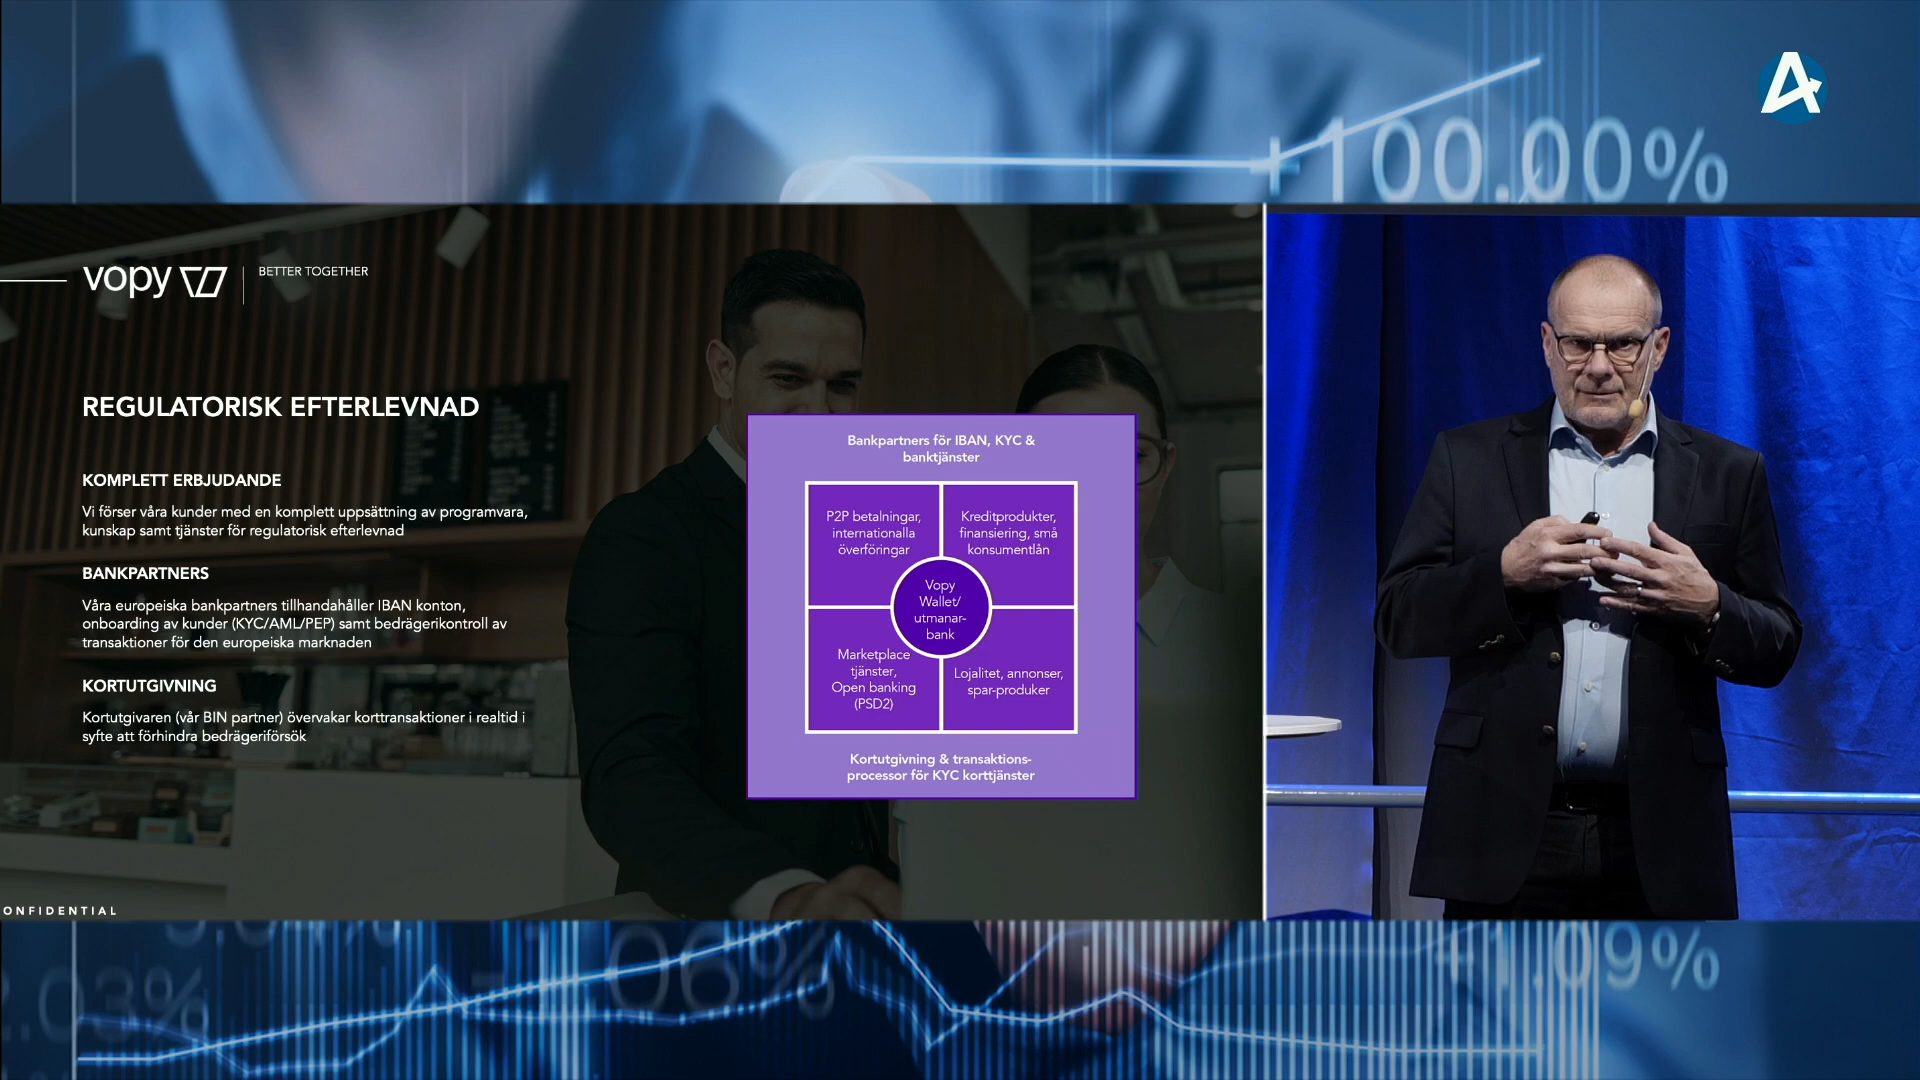 +100.00%
vopy
BETTER TOGETHER
REGULATORISK EFTERLEVNAD
KOMPLETT ERBJUDANDE
Vi förser våra kunder med en komplett uppsättning av programvara,
kunskap samt tjänster för regulatorisk efterlevnad
BANKPARTNERS
Våra europeiska bankpartners tillhandahåller IBAN konton,
onboarding av kunder (KYC/AML/PEP) samt bedrägerikontroll av
transaktioner för den europeiska marknaden
KORTUTGIVNING
Kortutgivaren (vår BIN partner) övervakar korttransaktioner i realtid i
syfte att förhindra bedrägeriförsök
Bankpartners för IBAN, KYC &
banktjänster
P2P betalningar,
internationalla
överföringar
Kreditprodukter,
finansiering, små
konsumentlån
Vopy
Wallet/
utmanar-
bank
Marketplace
tjänster,
Open banking
(PSD2)
Lojalitet, annonser,
spar-produker
Kortutgivning & transaktions-
processor för KYC korttjänster
ONFIDENTIAL
.03%
.06%
1.09%